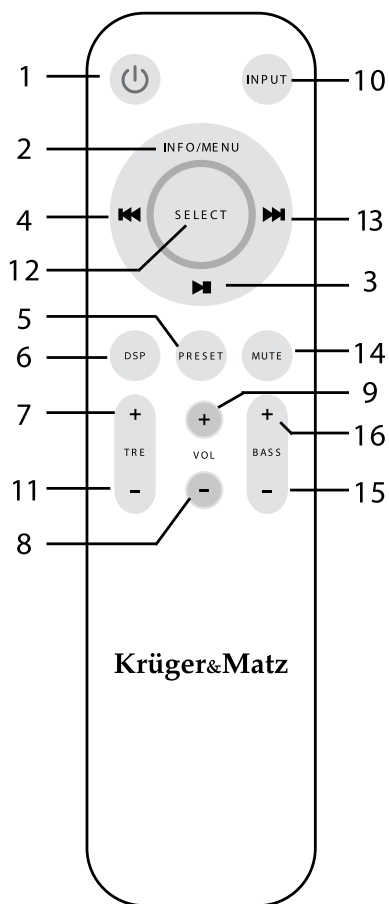 1
INPUT
10
2
INFO/MENU
4
SELECT
13
12
3
5
6
DSP
PRESET
MUTE
14
9
7
+
+
+
16
TRE
VOL
BASS
11
-
-
-
15
8
Krüger&Matz